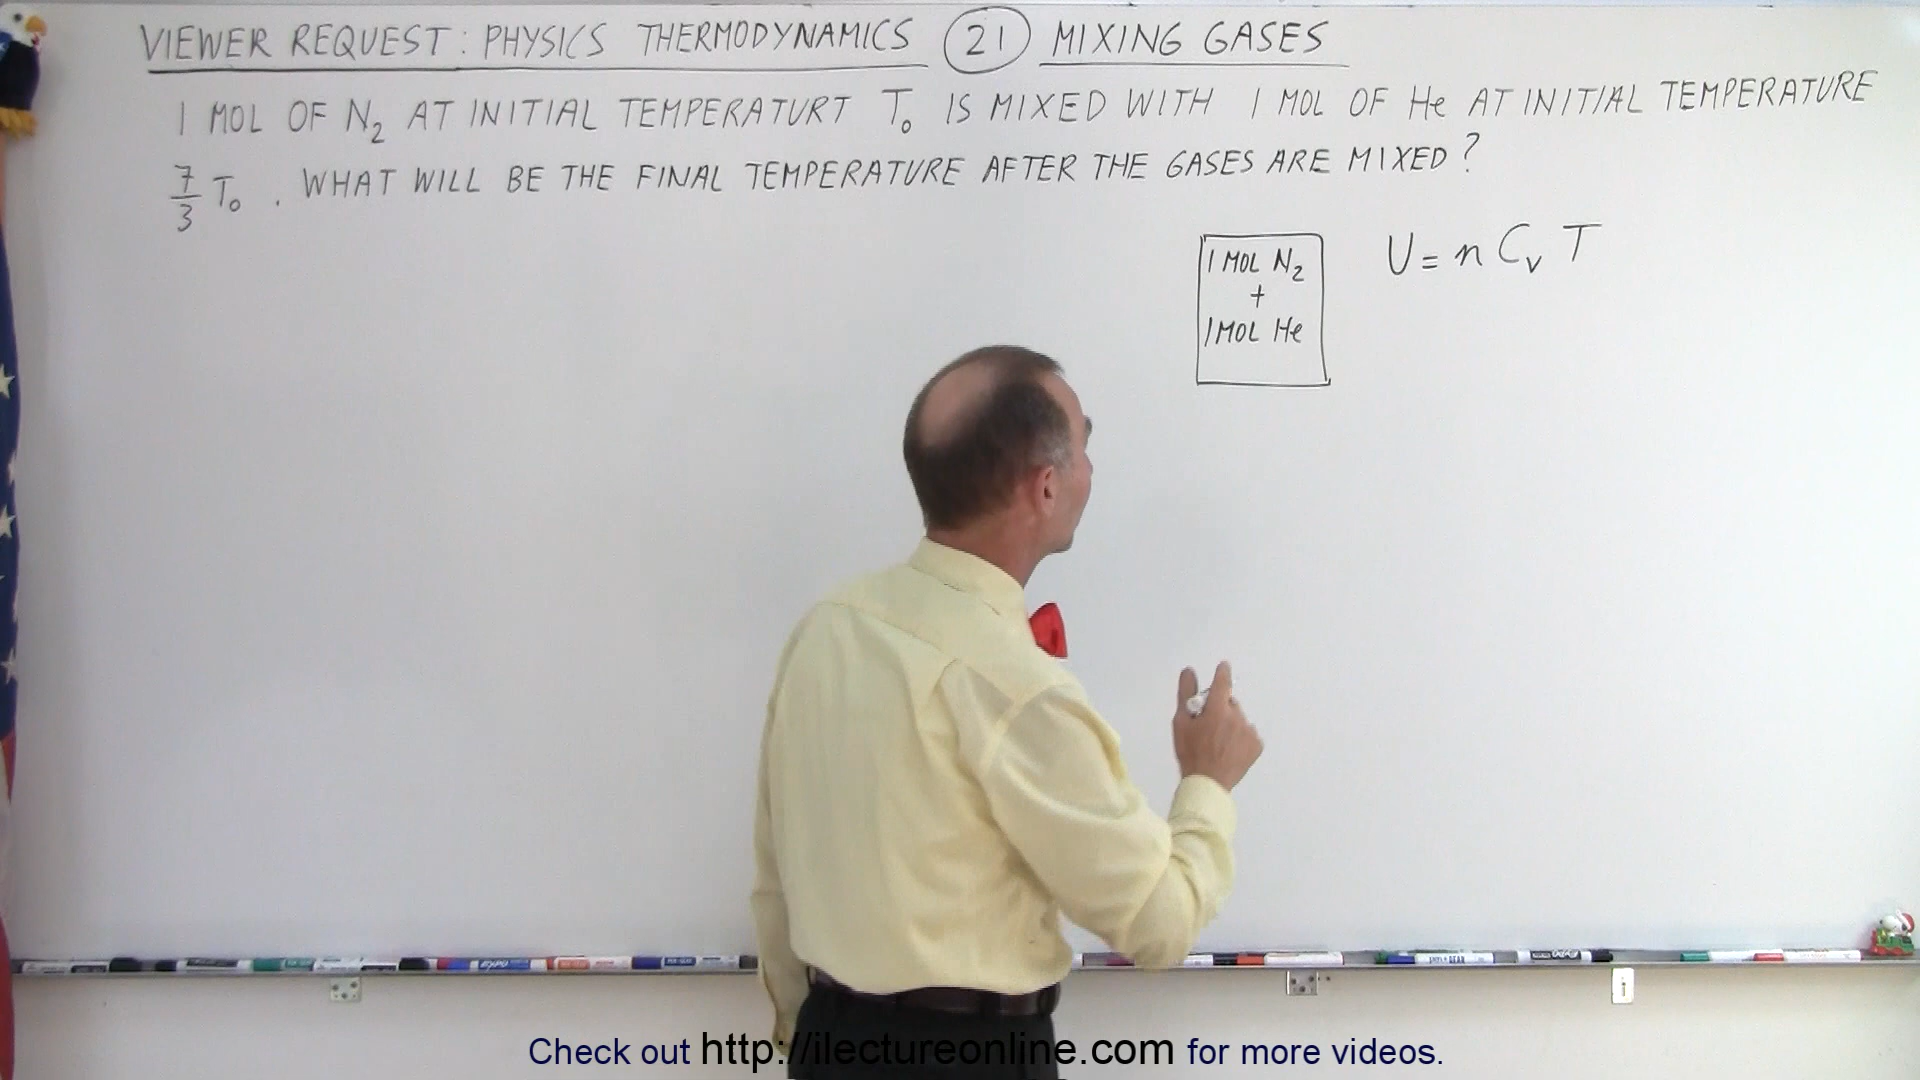 VIEWER REQUEST: PHYSICS THERMODYNAMICS 21 MIXING GASES
1 MOL OF N₂ AT INITIAL TEMPERATURT T₀ IS MIXED WITH 1 MOL OF He AT INITIAL TEMPERATURE
7/3 T₀. WHAT WILL BE THE FINAL TEMPERATURE AFTER THE GASES ARE MIXED?
1 MOL N₂
+
1 MOL He
U = n Cᵥ T
EXPO
Check out http://ilectureonline.com for more videos.